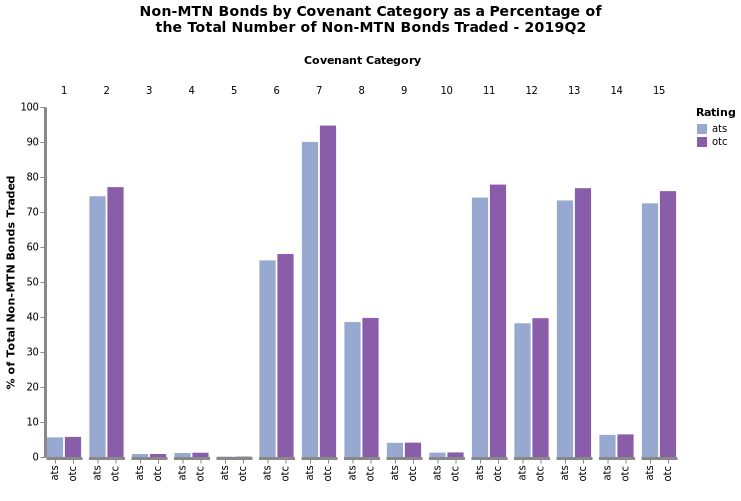 Non-MTN Bonds by Covenant Category as a Percentage of
the Total Number of Non-MTN Bonds Traded - 2019Q2
Covenant Category
1 2 3 4 5 6 7 8 9 10 11 12 13 14 15
% of Total Non-MTN Bonds Traded
100
90
80
70
60
50
40
30
20
10
0
ats otc ats otc ats otc ats otc ats otc ats otc ats otc ats otc ats otc ats otc ats otc ats otc ats otc ats otc ats otc
Rating
ats
otc